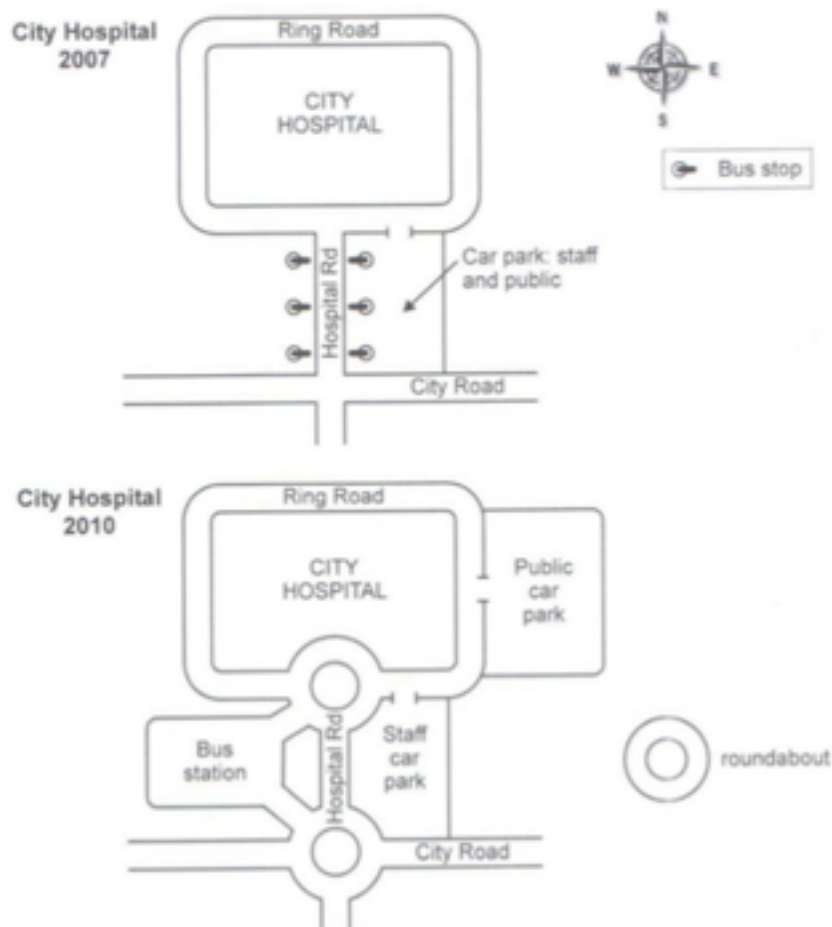 City Hospital
2007
Ring Road
CITY
HOSPITAL
N
W
E
S
Bus stop
Hospital Rd
Car park: staff
and public
City Road
City Hospital
2010
Ring Road
CITY
HOSPITAL
Public
car
park
Bus
station
Hospital Rd
Staff
car
park
roundabout
City Road